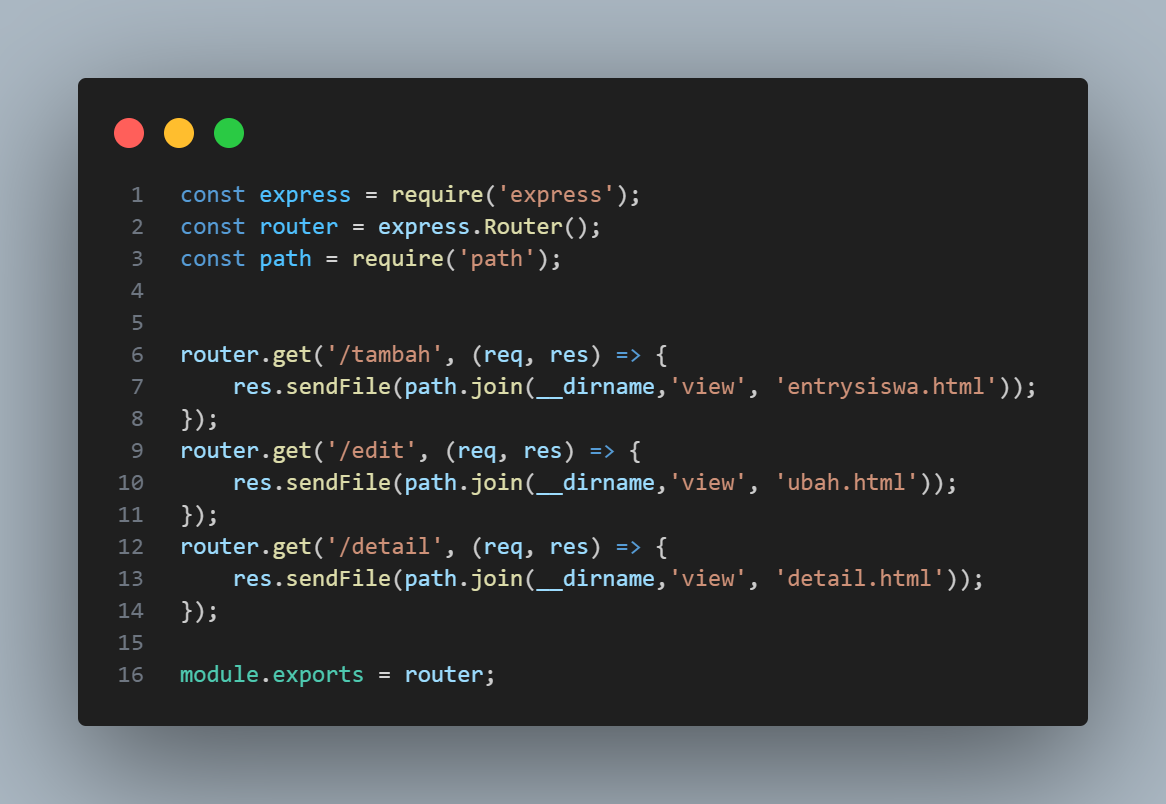 1 const express = require('express');
2 const router = express.Router();
3 const path = require('path');
4
5
6 router.get('/tambah', (req, res) => {
7     res.sendFile(path.join(__dirname,'view', 'entrysiswa.html'));
8 });
9 router.get('/edit', (req, res) => {
10     res.sendFile(path.join(__dirname,'view', 'ubah.html'));
11 });
12 router.get('/detail', (req, res) => {
13     res.sendFile(path.join(__dirname,'view', 'detail.html'));
14 });
15
16 module.exports = router;